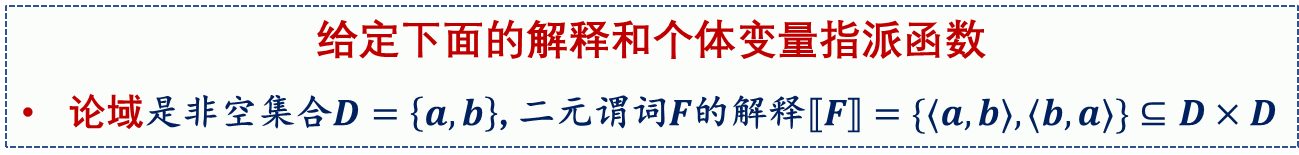 给定下面的解释和个体变量指派函数
• 论域是非空集合D = {a, b}, 二元谓词F的解释⟦F⟧ = {⟨a, b⟩, ⟨b, a⟩} ⊆ D × D